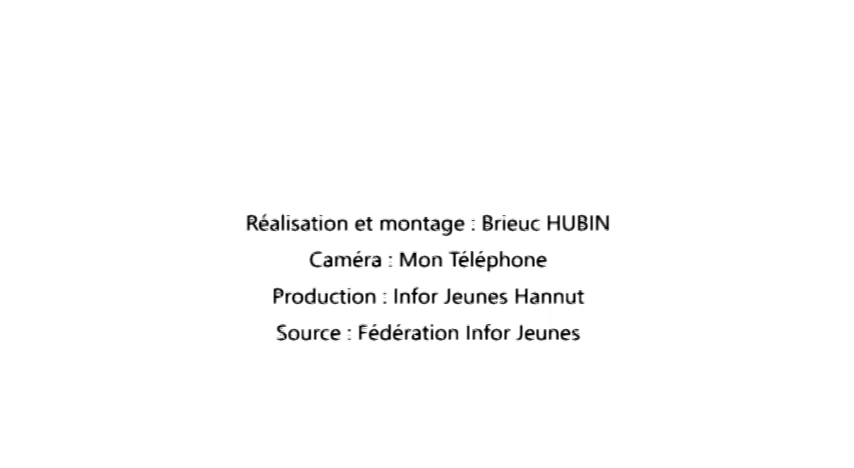 Réalisation et montage : Brieuc HUBIN
Caméra : Mon Téléphone
Production : Infor Jeunes Hannut
Source : Fédération Infor Jeunes